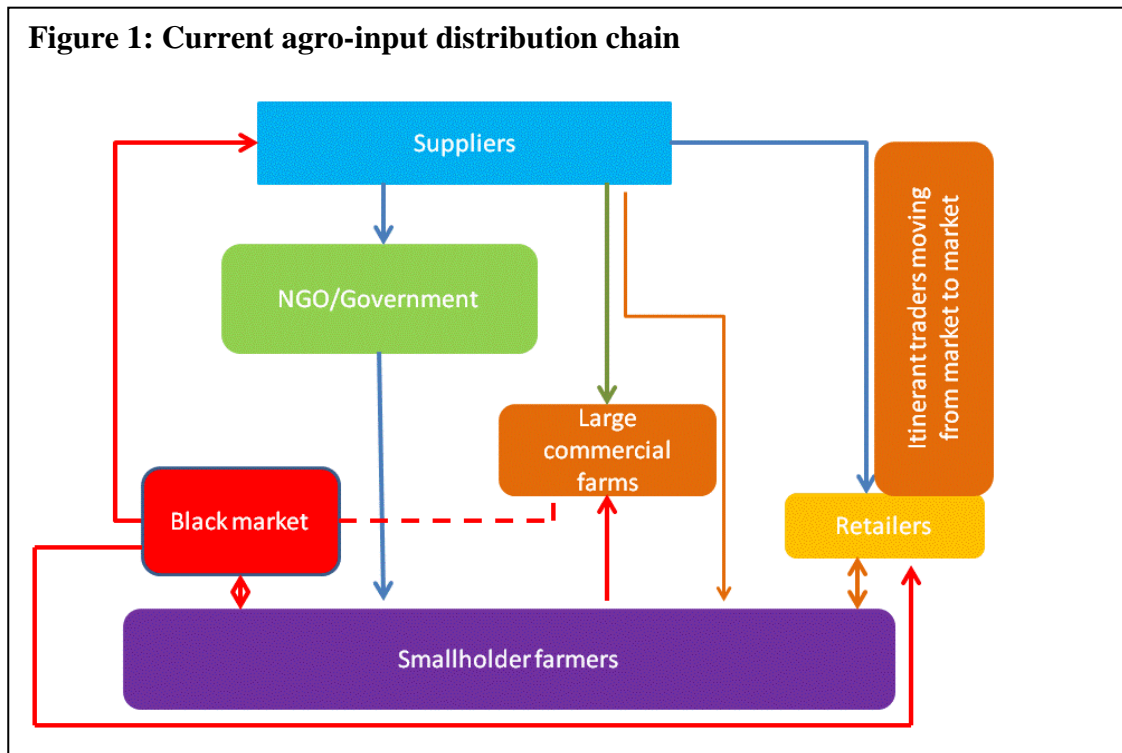 Figure 1: Current agro-input distribution chain
Suppliers
NGO/Government
Itinerant traders moving
from market to market
Large
commercial
farms
Black market
Retailers
Smallholder farmers